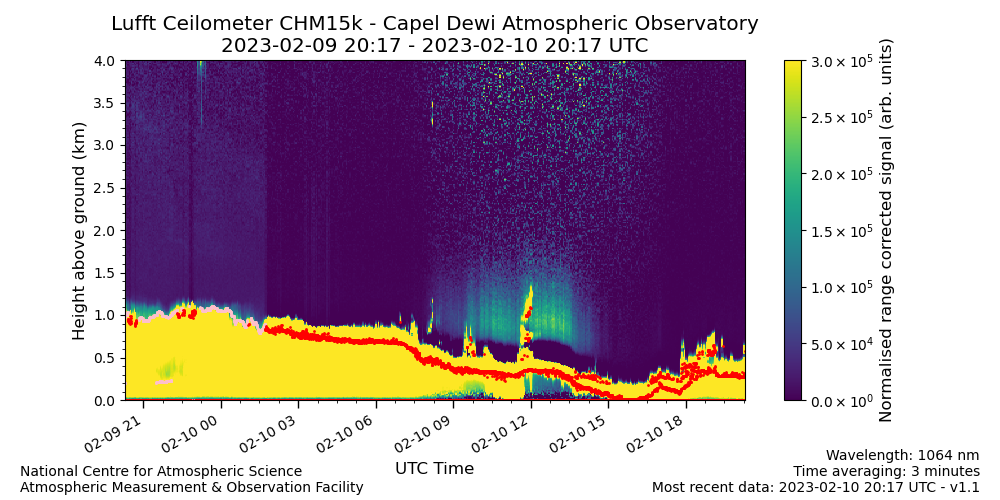 Lufft Ceilometer CHM15k - Capel Dewi Atmospheric Observatory
2023-02-09 20:17 - 2023-02-10 20:17 UTC
Height above ground (km)
4.0
3.5
3.0
2.5
2.0
1.5
1.0
0.5
0.0
02-09 21
02-10 00
02-10 03
02-10 06
02-10 09
02-10 12
02-10 15
02-10 18
UTC Time
3.0 × 10⁵
2.5 × 10⁵
2.0 × 10⁵
1.5 × 10⁵
1.0 × 10⁵
5.0 × 10⁴
0.0 × 10⁰
Normalised range corrected signal (arb. units)
National Centre for Atmospheric Science
Atmospheric Measurement & Observation Facility
Wavelength: 1064 nm
Time averaging: 3 minutes
Most recent data: 2023-02-10 20:17 UTC - v1.1